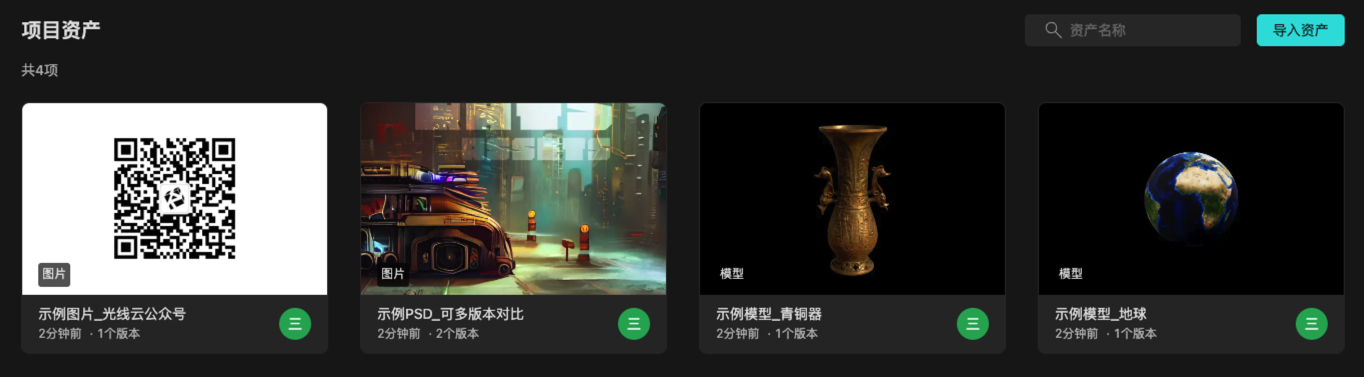 项目资产
资产名称
导入资产
共4项
图片
示例图片_光线云公众号
2分钟前 · 1个版本
三
图片
示例PSD_可多版本对比
2分钟前 · 2个版本
三
模型
示例模型_青铜器
2分钟前 · 1个版本
三
模型
示例模型_地球
2分钟前 · 1个版本
三